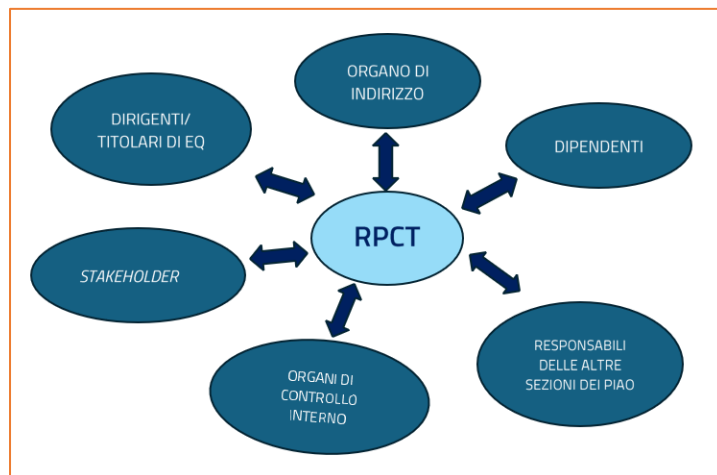 ORGANO DI
INDIRIZZO
DIRIGENTI/
TITOLARI DI EQ
DIPENDENTI
RPCT
STAKEHOLDER
RESPONSABILI
DELLE ALTRE
SEZIONI DEI PIAO
ORGANI DI
CONTROLLO
INTERNO